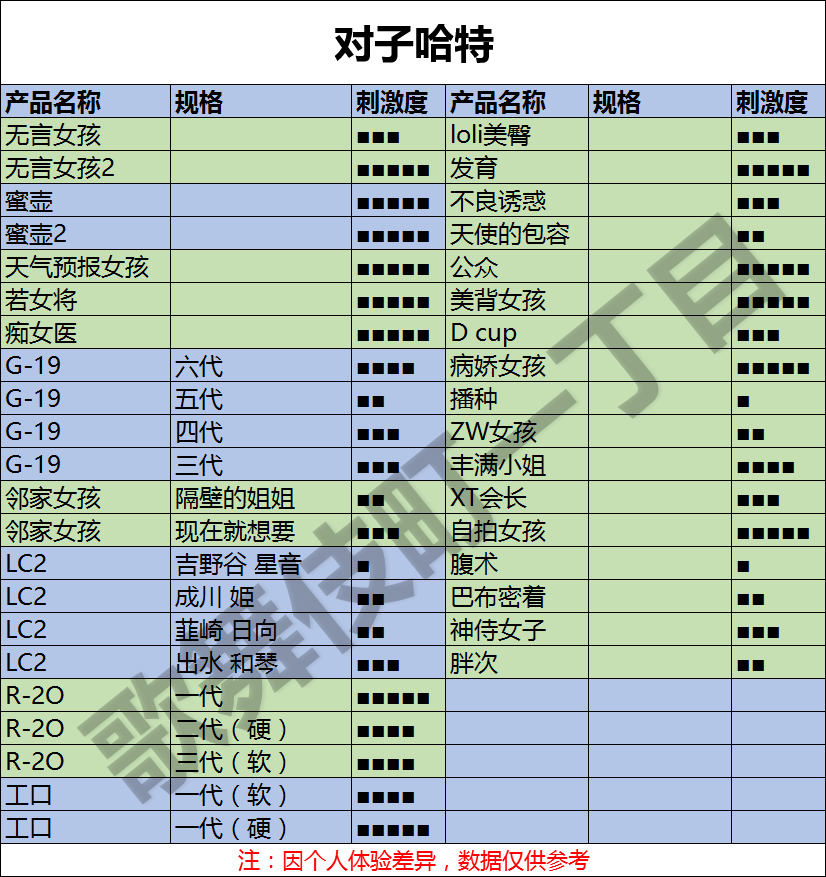 对子哈特
产品名称 规格 刺激度 产品名称 规格 刺激度
无言女孩 ■■■ loli美臀 ■■■
无言女孩2 ■■■■■ 发育 ■■■■■
蜜壶 ■■■■■ 不良诱惑 ■■■
蜜壶2 ■■■■■ 天使的包容 ■■
天气预报女孩 ■■■■■ 公众 ■■■■■
若女将 ■■■■■ 美背女孩 ■■■■■
痴女医 ■■■■■ D cup ■■■
G-19 六代 ■■■■ 病娇女孩 ■■■■■
G-19 五代 ■■ 播种 ■
G-19 四代 ■■■ ZW女孩 ■■
G-19 三代 ■■■ 丰满小姐 ■■■■
邻家女孩 隔壁的姐姐 ■■ XT会长 ■■■
邻家女孩 现在就想要 ■■■ 自拍女孩 ■■■■■
LC2 吉野谷 星音 ■ 腹术 ■
LC2 成川 姫 ■■ 巴布密着 ■■
LC2 韮崎 日向 ■■ 神侍女子 ■■■
LC2 出水 和琴 ■■■ 胖次 ■■
R-2O 一代 ■■■■■
R-2O 二代（硬） ■■■■
R-2O 三代（软） ■■■■
工口 一代（软） ■■■■
工口 一代（硬） ■■■■■
注：因个人体验差异，数据仅供参考
歌舞伎町一丁目